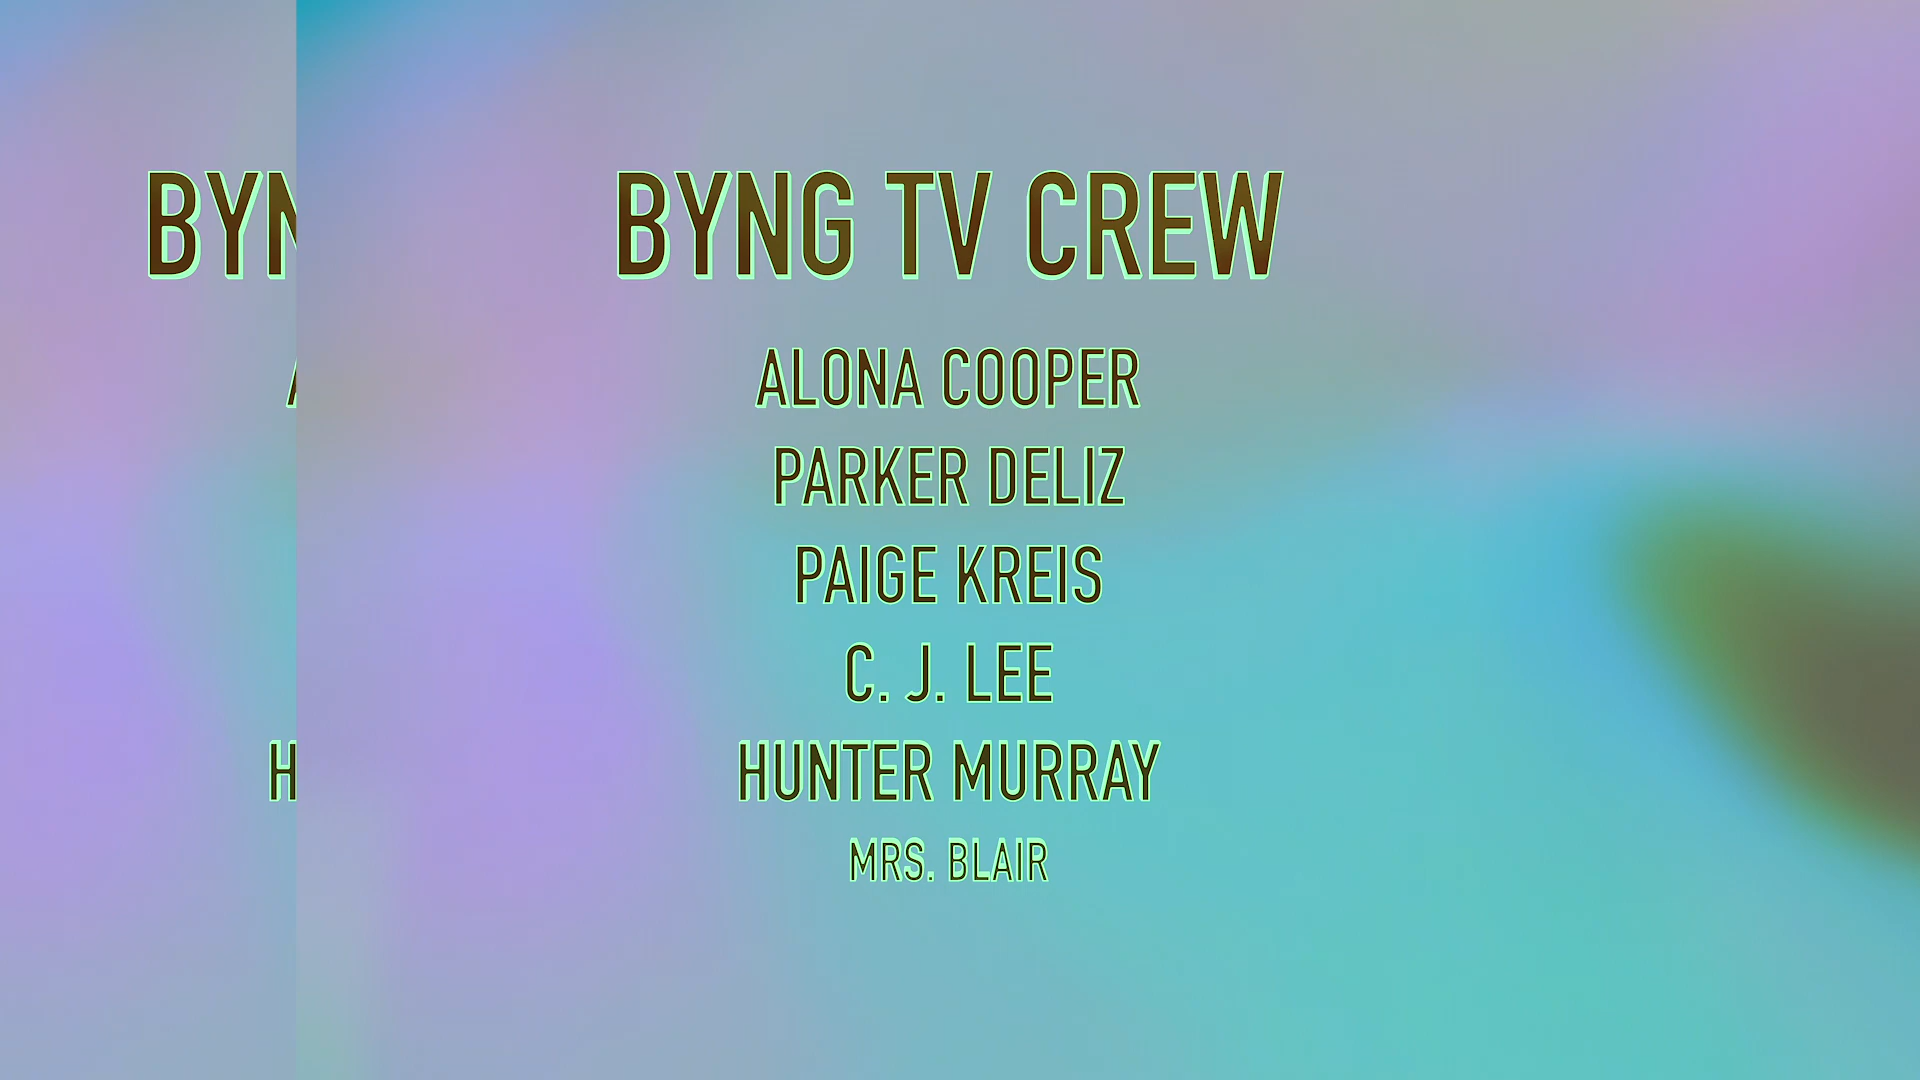 BYNG TV CREW
ALONA COOPER
PARKER DELIZ
PAIGE KREIS
C. J. LEE
HUNTER MURRAY
MRS. BLAIR